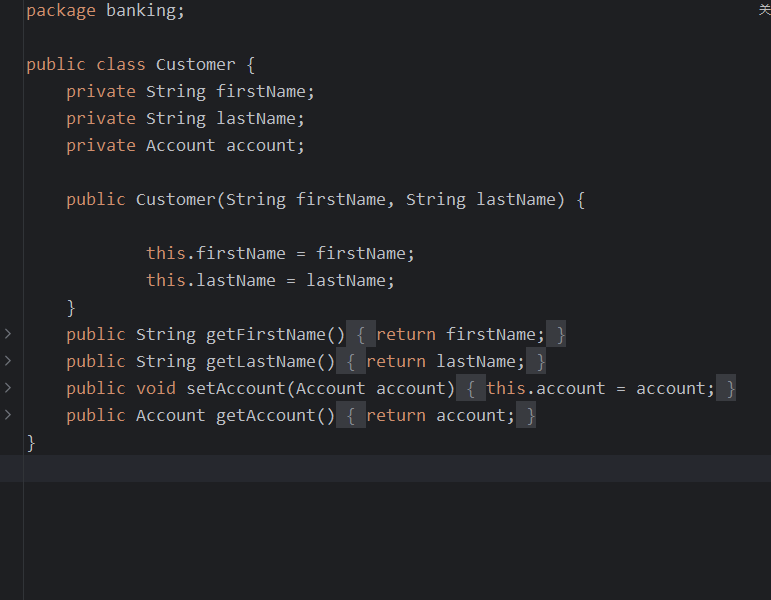 package banking;
关
public class Customer {
private String firstName;
private String lastName;
private Account account;
public Customer(String firstName, String lastName) {
this.firstName = firstName;
this.lastName = lastName;
}
public String getFirstName() { return firstName; }
public String getLastName() { return lastName; }
public void setAccount(Account account) { this.account = account; }
public Account getAccount() { return account; }
}